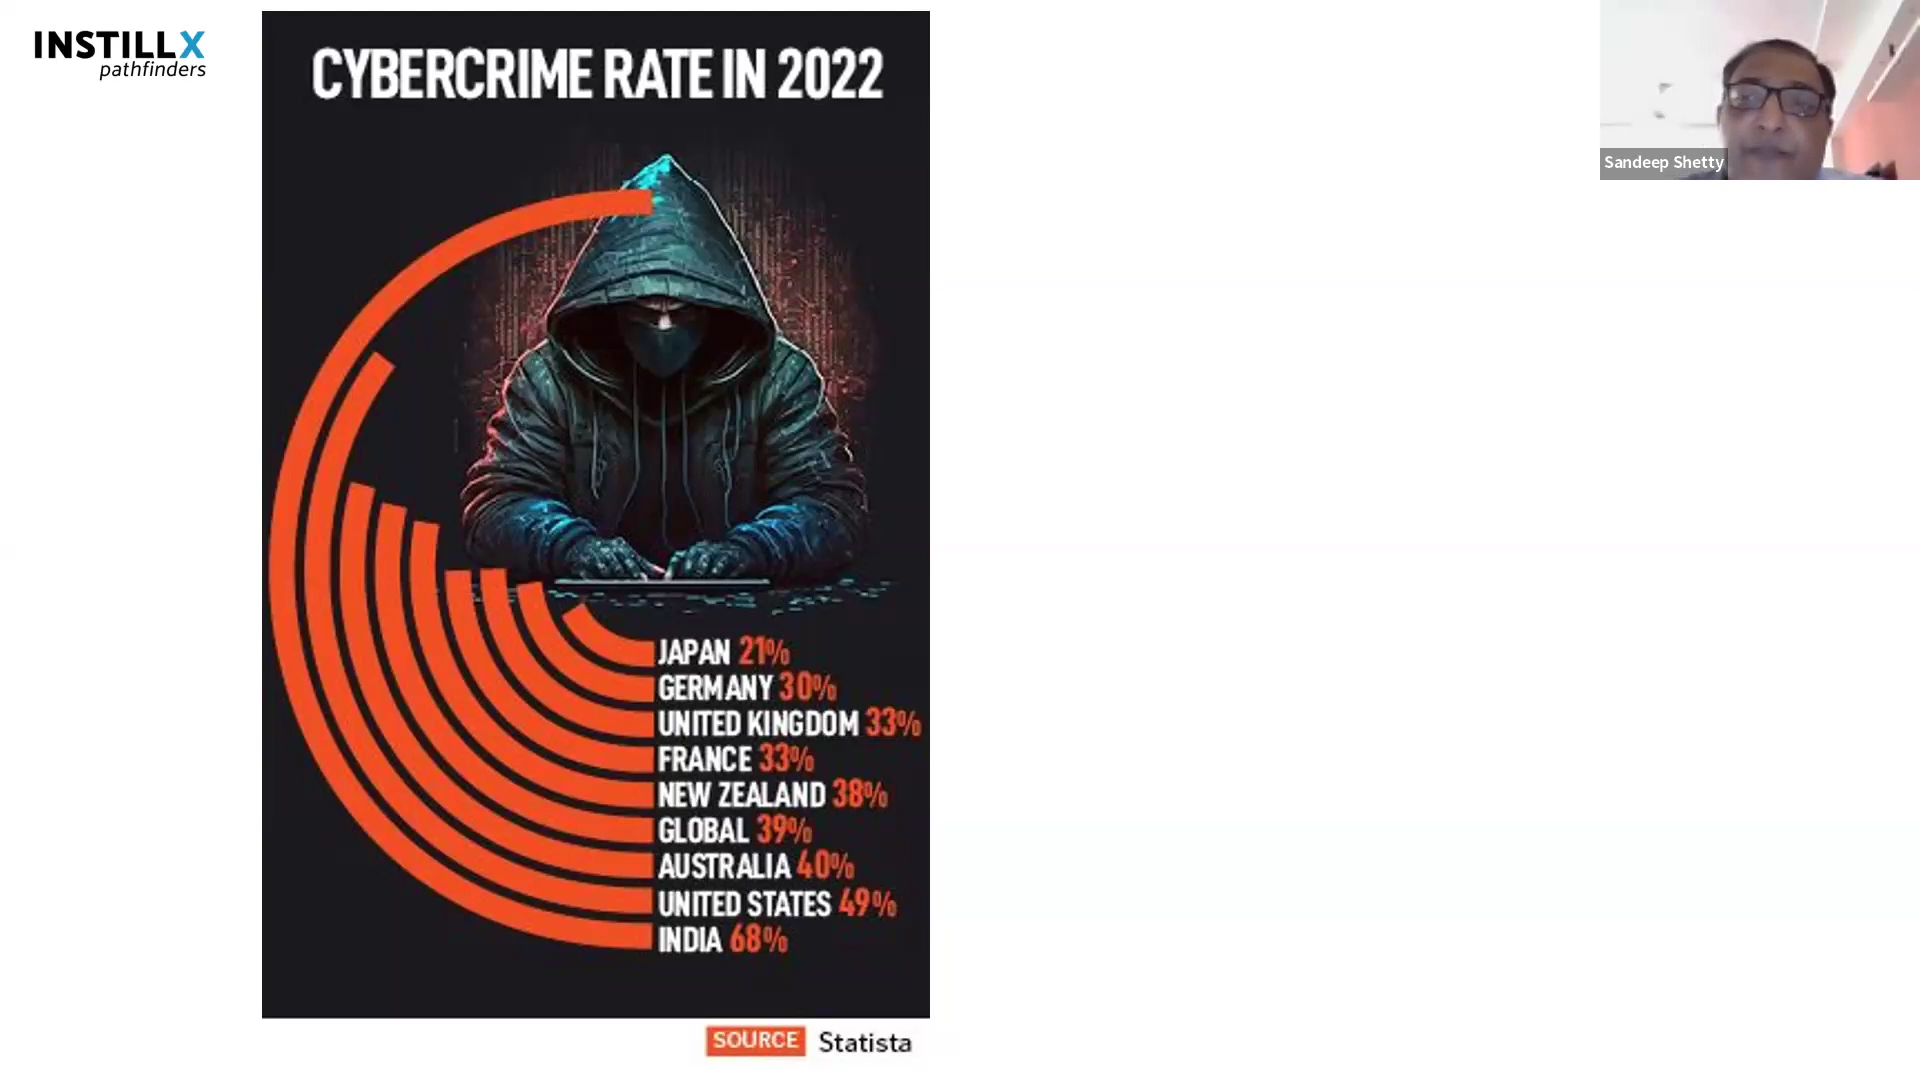 INSTILLX
pathfinders
CYBERCRIME RATE IN 2022
JAPAN 21%
GERMANY 30%
UNITED KINGDOM 33%
FRANCE 33%
NEW ZEALAND 38%
GLOBAL 39%
AUSTRALIA 40%
UNITED STATES 49%
INDIA 68%
SOURCE Statista
Sandeep Shetty